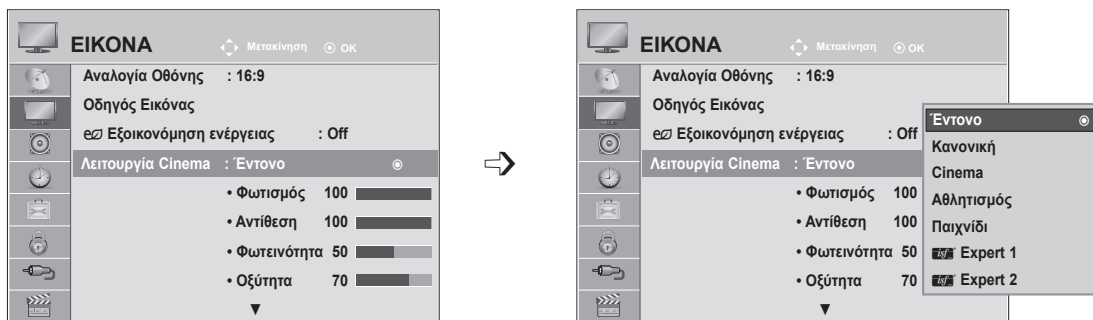 ΕΙΚΟΝΑ Μετακίνηση OK
Αναλογία Οθόνης : 16:9
Οδηγός Εικόνας
e Εξοικονόμηση ενέργειας : Off
Λειτουργία Cinema : Έντονο
• Φωτισμός 100
• Αντίθεση 100
• Φωτεινότητα 50
• Οξύτητα 70
▼
ΕΙΚΟΝΑ Μετακίνηση OK
Αναλογία Οθόνης : 16:9
Οδηγός Εικόνας
e Εξοικονόμηση ενέργειας : Off
Λειτουργία Cinema : Έντονο
• Φωτισμός 100
• Αντίθεση 100
• Φωτεινότητα 50
• Οξύτητα 70
▼
Έντονο
Κανονική
Cinema
Αθλητισμός
Παιχνίδι
isf Expert 1
isf Expert 2